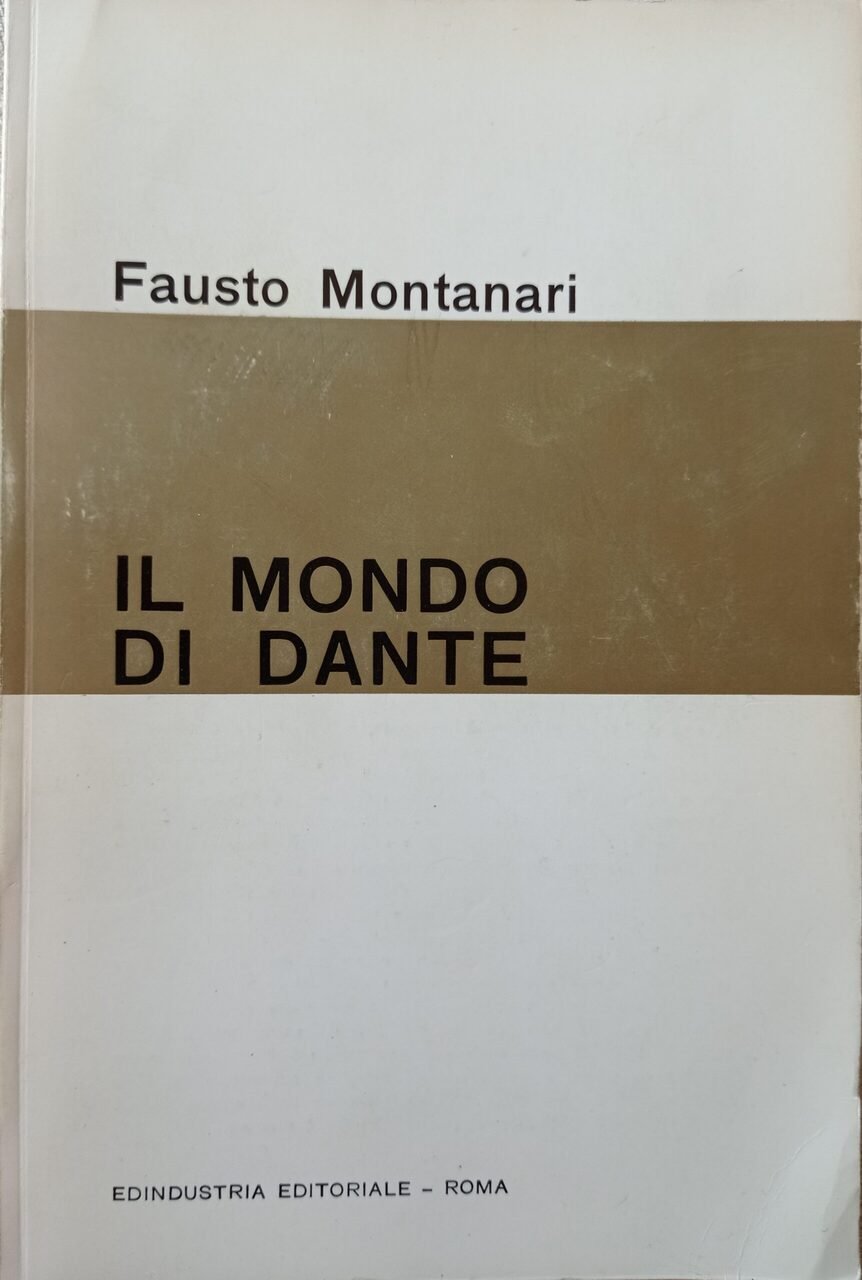 Fausto Montanari
IL MONDO
DI DANTE
EDINDUSTRIA EDITORIALE – ROMA